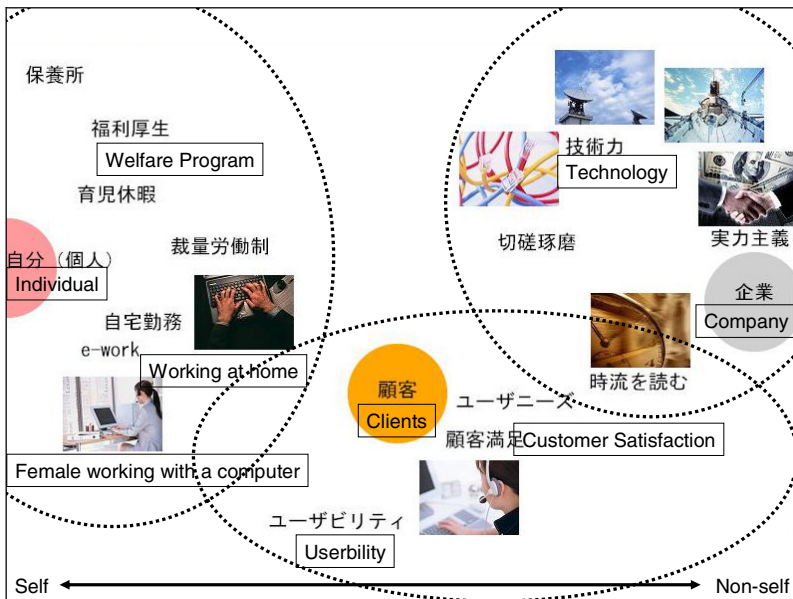 保養所
福利厚生
Welfare Program
育児休暇
自分（個人）
Individual
裁量労働制
自宅勤務
e-work
Working at home
Female working with a computer
技術力
Technology
切磋琢磨
実力主義
企業
Company
時流を読む
顧客
Clients
ユーザニーズ
顧客満足
Customer Satisfaction
ユーザビリティ
Userbility
Self
Non-self